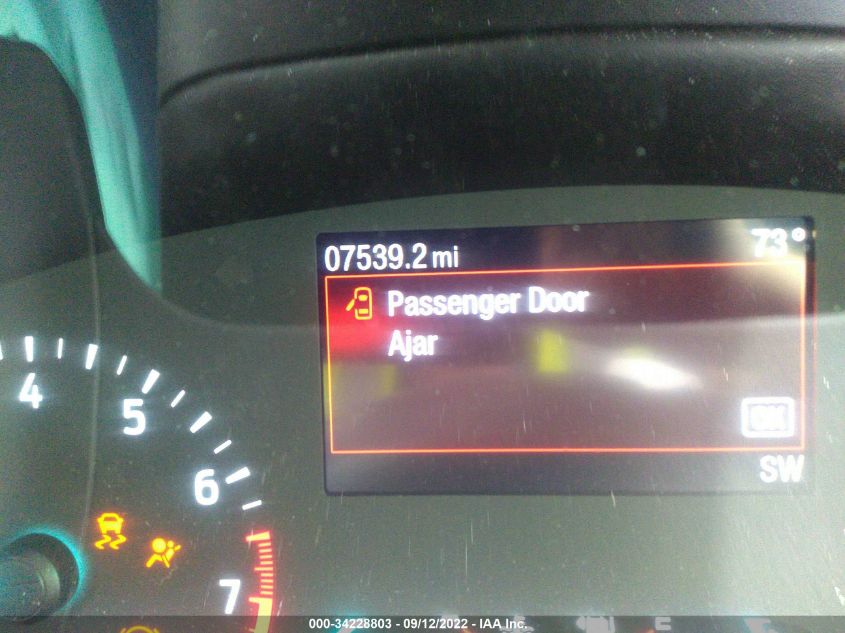 07539.2 mi 73°
Passenger Door
Ajar
OK
SW
4
5
6
7
E
000-34228803 - 09/12/2022 - IAA Inc.